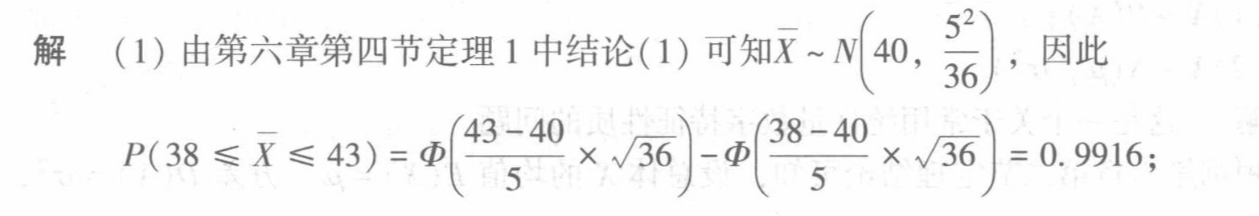 解 (1) 由第六章第四节定理 1 中结论(1) 可知X̄ ~ N(40, 5²/36), 因此
P(38 ≤ X̄ ≤ 43) = Φ((43-40)/5 × √36) - Φ((38-40)/5 × √36) = 0.9916;